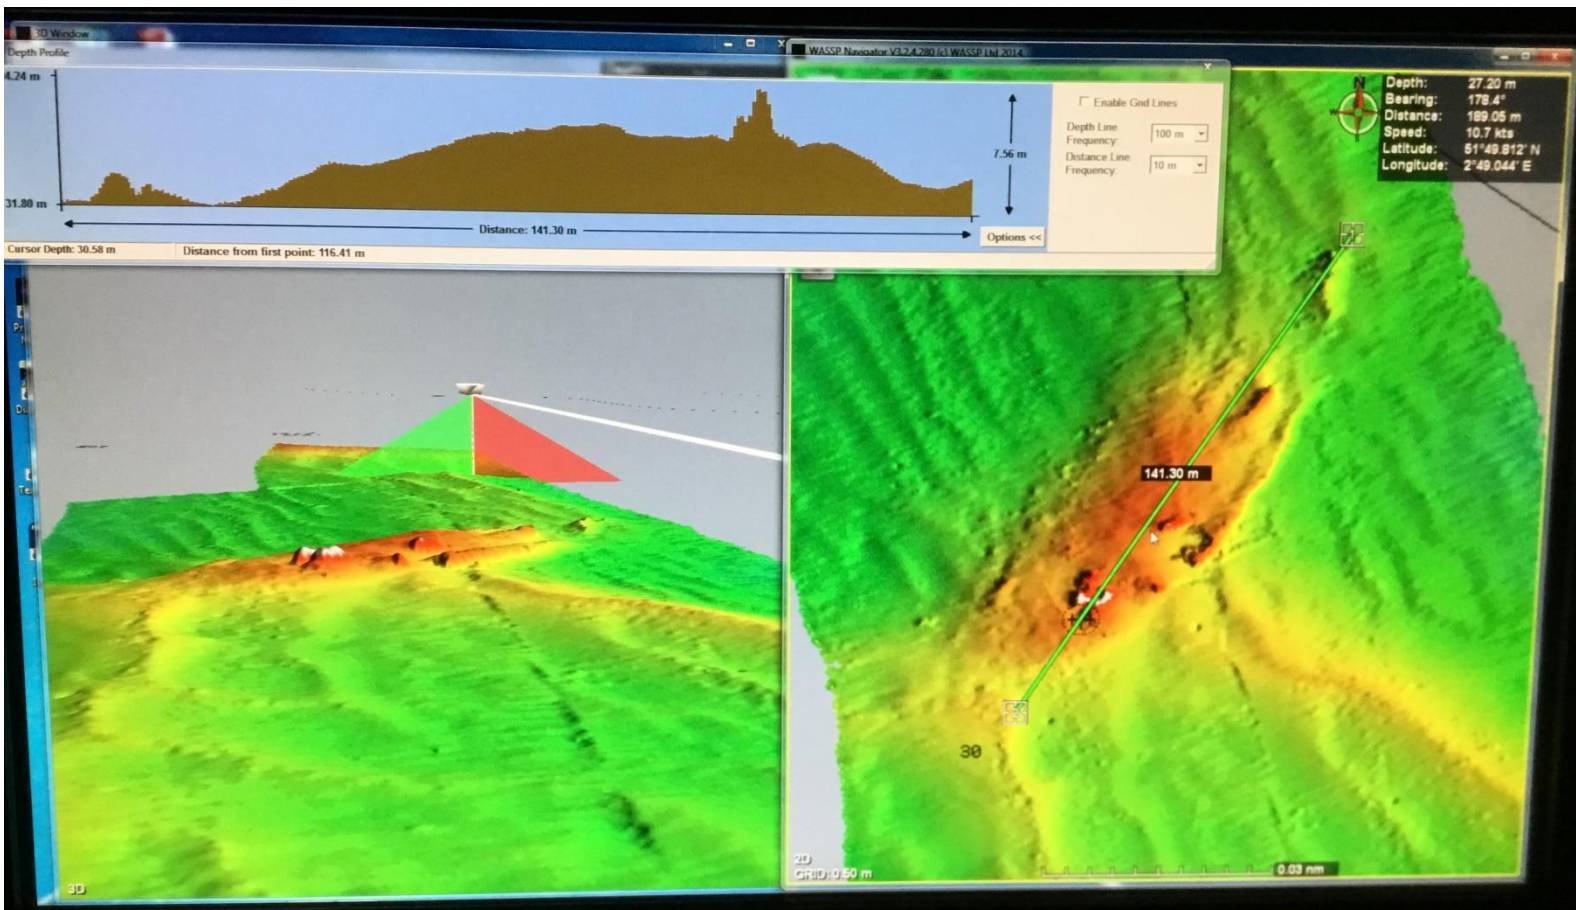 3D Window
Depth Profile
4.24 m
31.80 m
7.56 m
Distance: 141.30 m
Options <<
Enable Grid Lines
Depth Line Frequency:
100 m
Distance Line Frequency:
10 m
Cursor Depth: 30.58 m
Distance from first point: 116.41 m
WASSP Navigator V3.2.4.280 (c) WASSP Ltd 2014
N
W
Depth: 27.20 m
Bearing: 178.4°
Distance: 189.05 m
Speed: 10.7 kts
Latitude: 51°49.812' N
Longitude: 2°49.044' E
141.30 m
30
3D
2D
GRID: 0.50 m
0.03 nm